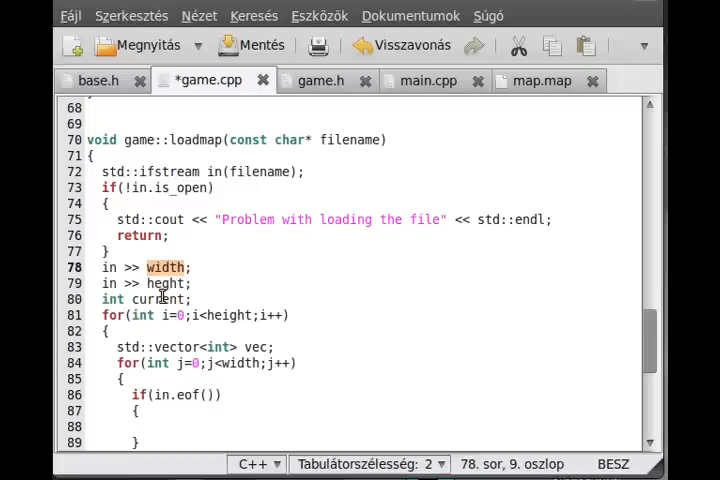 Fájl Szerkesztés Nézet Keresés Eszközök Dokumentumok Súgó
Megnyitás Mentés Visszavonás
base.h *game.cpp game.h main.cpp map.map
68 }
69
70 void game::loadmap(const char* filename)
71 {
72 std::ifstream in(filename);
73 if(!in.is_open)
74 {
75 std::cout << "Problem with loading the file" << std::endl;
76 return;
77 }
78 in >> width;
79 in >> heght;
80 int current;
81 for(int i=0;i<height;i++)
82 {
83 std::vector<int> vec;
84 for(int j=0;j<width;j++)
85 {
86 if(in.eof())
87 {
88
89 }
C++ Tabulátorszélesség: 2 78. sor, 9. oszlop BESZ